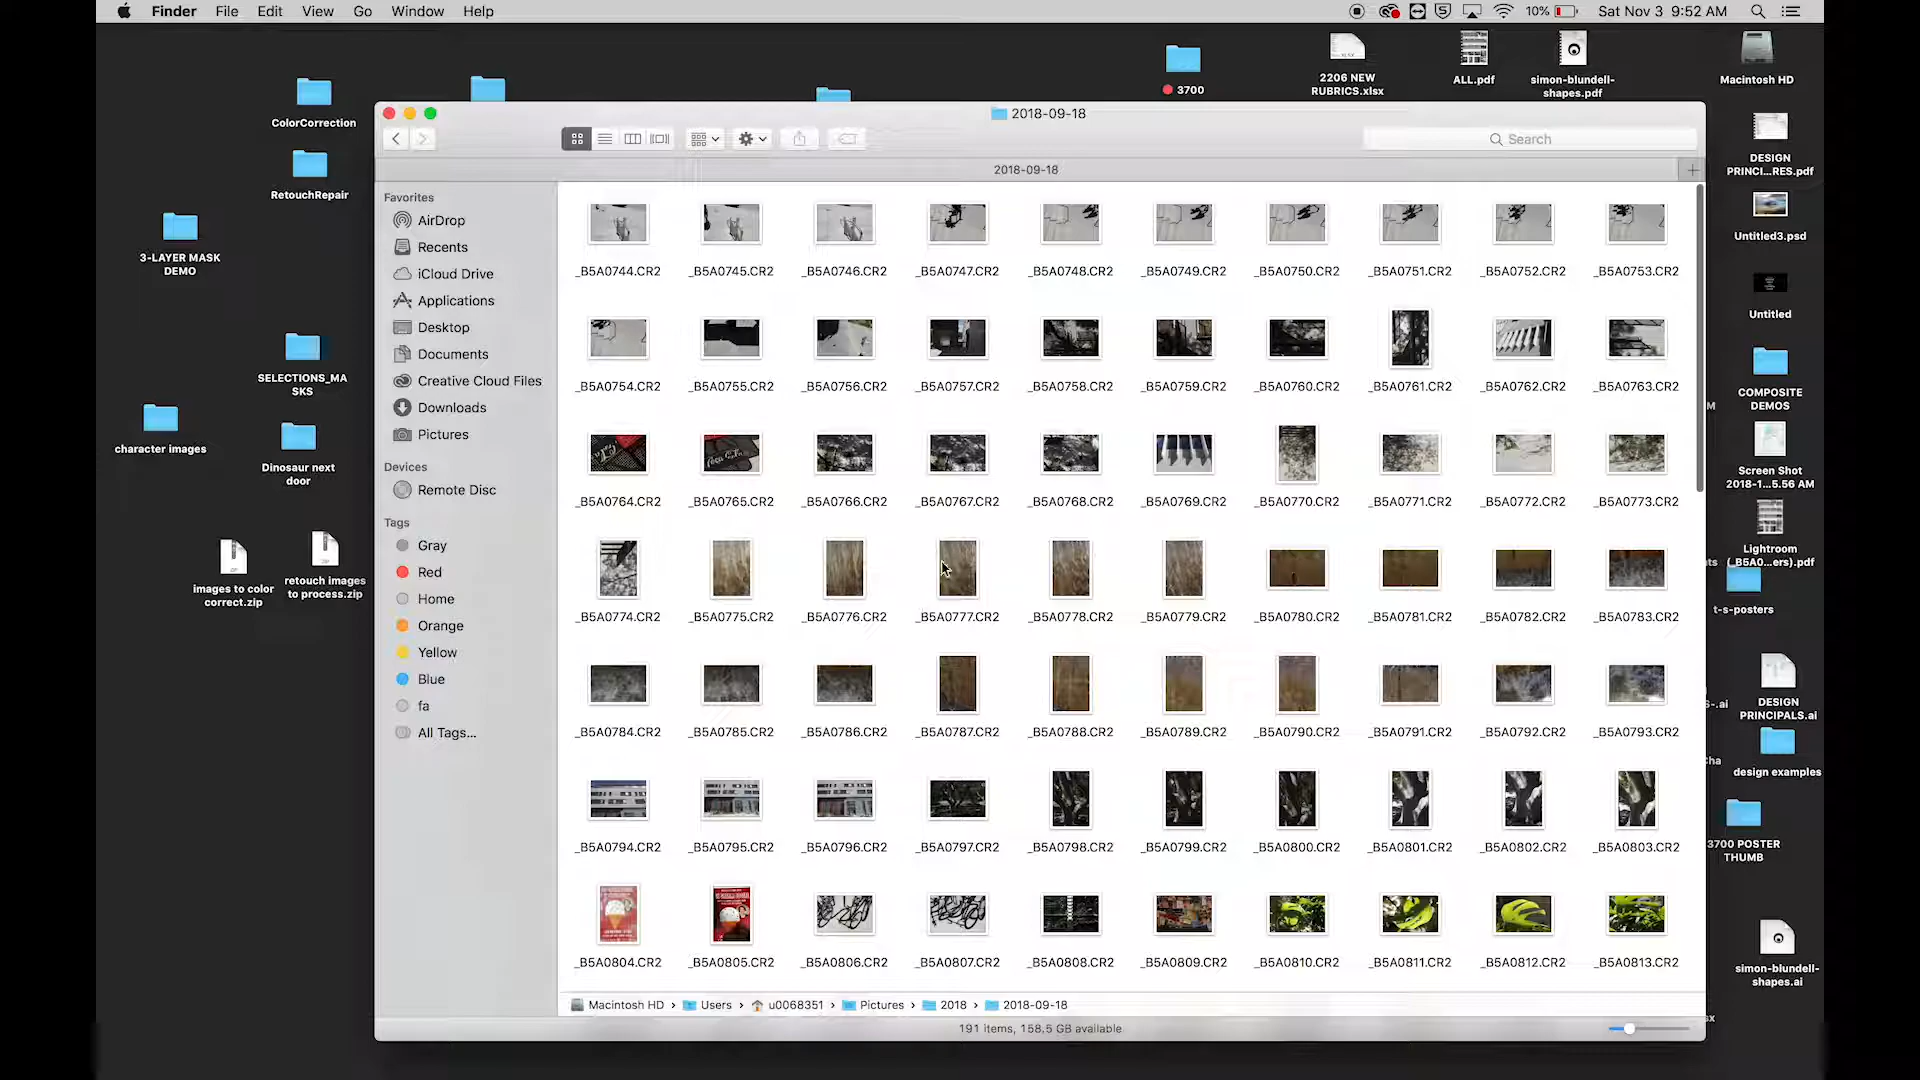 Finder File Edit View Go Window Help
10% Sat Nov 3 9:52 AM
ColorCorrection
RetouchRepair
3-LAYER MASK
DEMO
SELECTIONS_MA
SKS
character images
Dinosaur next
door
images to color
correct.zip
retouch images
to process.zip
3700
2206 NEW
RUBRICS.xlsx
ALL.pdf
simon-blundell-
shapes.pdf
Macintosh HD
2018-09-18
Search
2018-09-18
Favorites
AirDrop
Recents
iCloud Drive
Applications
Desktop
Documents
Creative Cloud Files
Downloads
Pictures
Devices
Remote Disc
Tags
Gray
Red
Home
Orange
Yellow
Blue
fa
All Tags...
_B5A0744.CR2 _B5A0745.CR2 _B5A0746.CR2 _B5A0747.CR2 _B5A0748.CR2 _B5A0749.CR2 _B5A0750.CR2 _B5A0751.CR2 _B5A0752.CR2 _B5A0753.CR2
_B5A0754.CR2 _B5A0755.CR2 _B5A0756.CR2 _B5A0757.CR2 _B5A0758.CR2 _B5A0759.CR2 _B5A0760.CR2 _B5A0761.CR2 _B5A0762.CR2 _B5A0763.CR2
_B5A0764.CR2 _B5A0765.CR2 _B5A0766.CR2 _B5A0767.CR2 _B5A0768.CR2 _B5A0769.CR2 _B5A0770.CR2 _B5A0771.CR2 _B5A0772.CR2 _B5A0773.CR2
_B5A0774.CR2 _B5A0775.CR2 _B5A0776.CR2 _B5A0777.CR2 _B5A0778.CR2 _B5A0779.CR2 _B5A0780.CR2 _B5A0781.CR2 _B5A0782.CR2 _B5A0783.CR2
_B5A0784.CR2 _B5A0785.CR2 _B5A0786.CR2 _B5A0787.CR2 _B5A0788.CR2 _B5A0789.CR2 _B5A0790.CR2 _B5A0791.CR2 _B5A0792.CR2 _B5A0793.CR2
_B5A0794.CR2 _B5A0795.CR2 _B5A0796.CR2 _B5A0797.CR2 _B5A0798.CR2 _B5A0799.CR2 _B5A0800.CR2 _B5A0801.CR2 _B5A0802.CR2 _B5A0803.CR2
_B5A0804.CR2 _B5A0805.CR2 _B5A0806.CR2 _B5A0807.CR2 _B5A0808.CR2 _B5A0809.CR2 _B5A0810.CR2 _B5A0811.CR2 _B5A0812.CR2 _B5A0813.CR2
Macintosh HD › Users › u0068351 › Pictures › 2018 › 2018-09-18
191 items, 158.5 GB available
DESIGN
PRINCI...RES.pdf
Untitled3.psd
Untitled
COMPOSITE
DEMOS
Screen Shot
2018-1...5.56 AM
Lightroom
(_B5A0...ers).pdf
t-s-posters
DESIGN
PRINCIPALS.ai
design examples
3700 POSTER
THUMB
simon-blundell-
shapes.ai